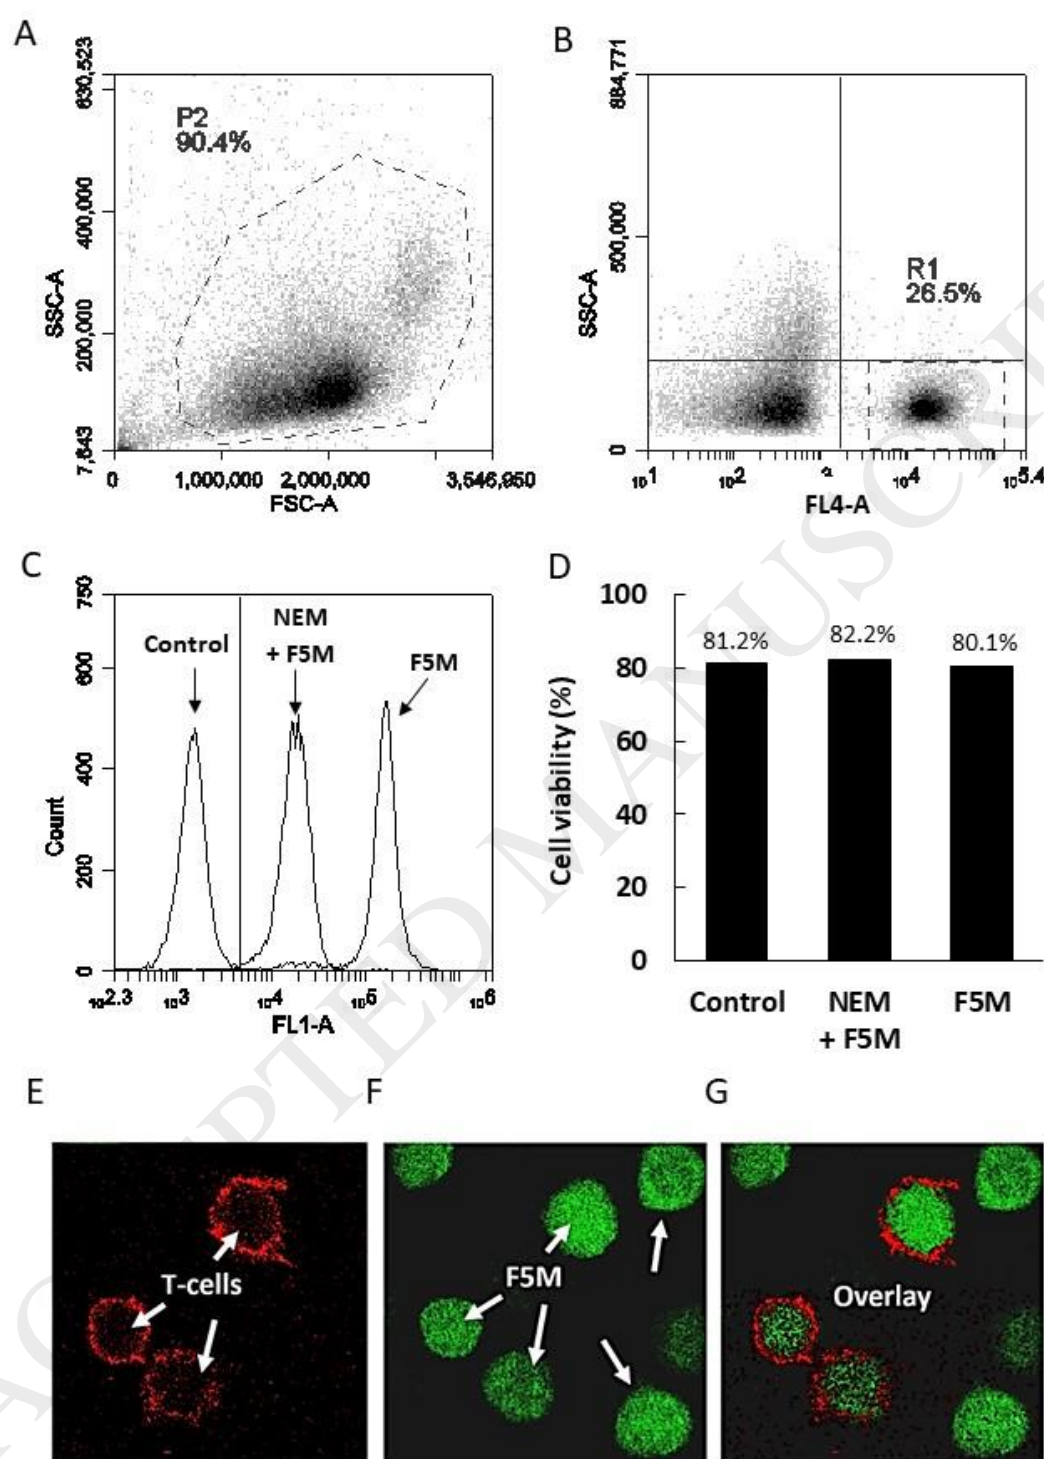 A
630,523
400,000
200,000
7,643
SSC-A
P2
90.4%
0
1,000,000
2,000,000
3,546,950
FSC-A
B
884,771
500,000
0
SSC-A
R1
26.5%
10^1
10^2
10^4
10^5.4
FL4-A
C
750
600
400
200
0
Count
Control
NEM
+ F5M
F5M
10^2.3
10^3
10^4
10^5
10^6
FL1-A
D
100
80
60
40
20
0
Cell viability (%)
81.2%
82.2%
80.1%
Control
NEM
+ F5M
F5M
E
T-cells
F
F5M
G
Overlay
ACCEPTED MANUSCRI